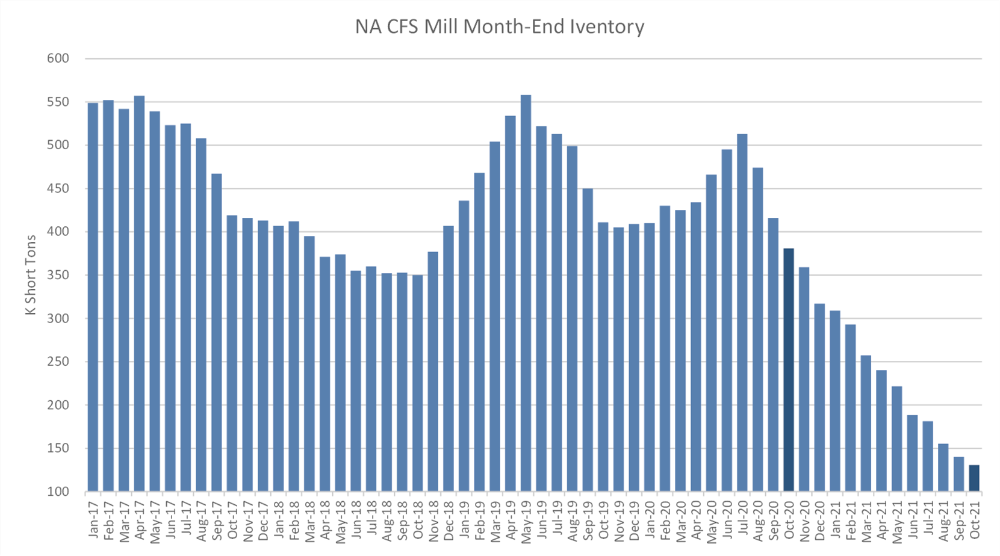 NA CFS Mill Month-End Iventory
600
550
500
450
400
350
300
250
200
150
100
K Short Tons
Jan-17
Feb-17
Mar-17
Apr-17
May-17
Jun-17
Jul-17
Aug-17
Sep-17
Oct-17
Nov-17
Dec-17
Jan-18
Feb-18
Mar-18
Apr-18
May-18
Jun-18
Jul-18
Aug-18
Sep-18
Oct-18
Nov-18
Dec-18
Jan-19
Feb-19
Mar-19
Apr-19
May-19
Jun-19
Jul-19
Aug-19
Sep-19
Oct-19
Nov-19
Dec-19
Jan-20
Feb-20
Mar-20
Apr-20
May-20
Jun-20
Jul-20
Aug-20
Sep-20
Oct-20
Nov-20
Dec-20
Jan-21
Feb-21
Mar-21
Apr-21
May-21
Jun-21
Jul-21
Aug-21
Sep-21
Oct-21